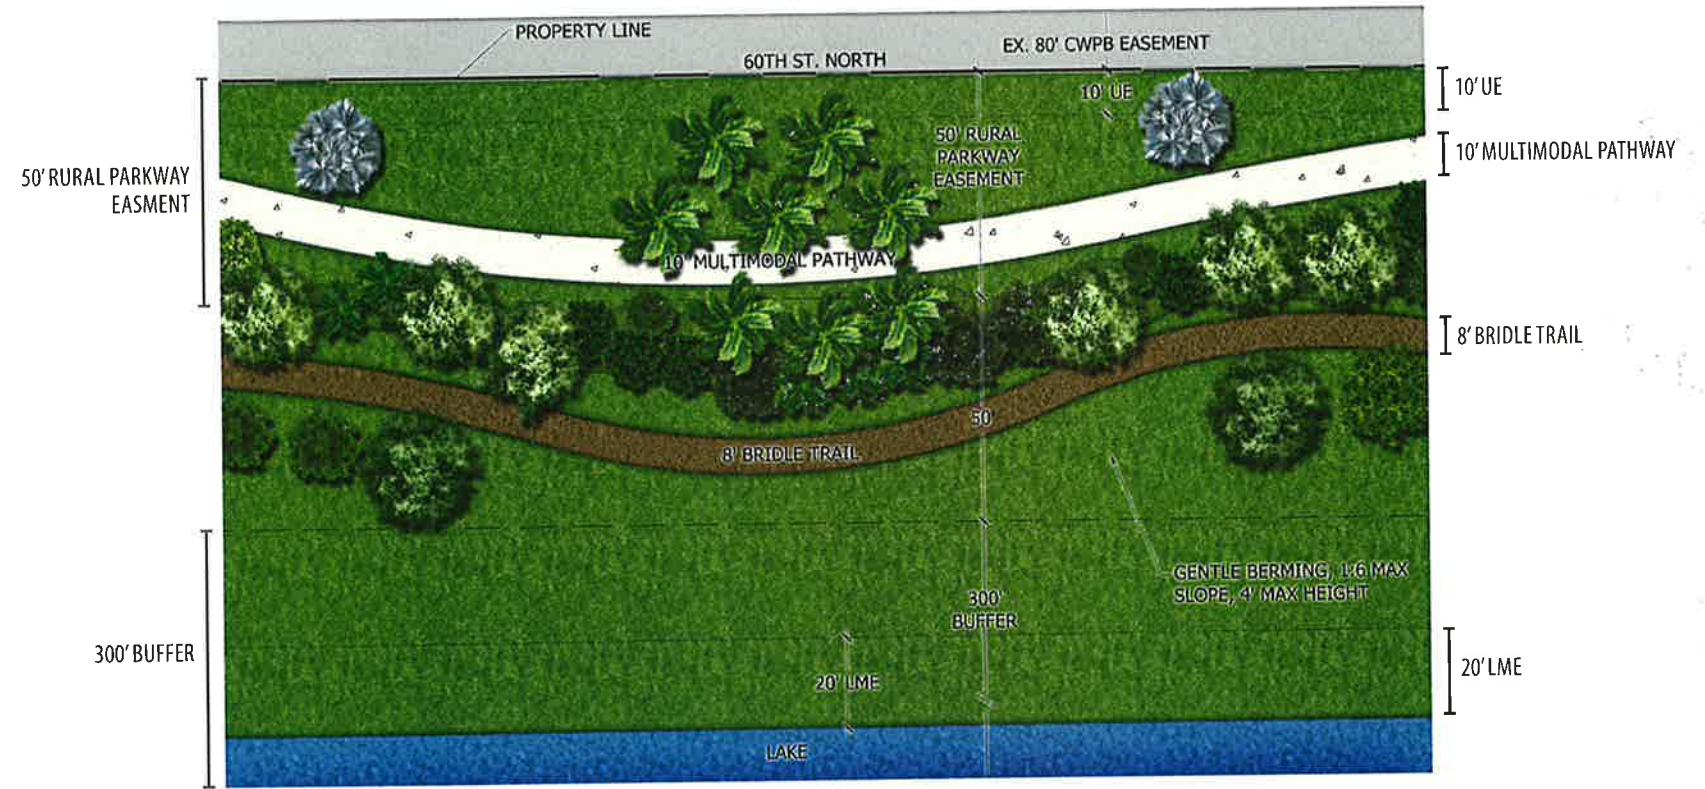 PROPERTY LINE
EX. 80' CWPB EASEMENT
60TH ST. NORTH
10' UE
10' UE
50' RURAL
PARKWAY
EASEMENT
10' MULTIMODAL PATHWAY
50' RURAL PARKWAY
EASMENT
10' MULTIMODAL PATHWAY
8' BRIDLE TRAIL
50'
8' BRIDLE TRAIL
GENTLE BERMING, 1:6 MAX
SLOPE, 4' MAX HEIGHT
300'
BUFFER
300' BUFFER
20' LME
20' LME
LAKE